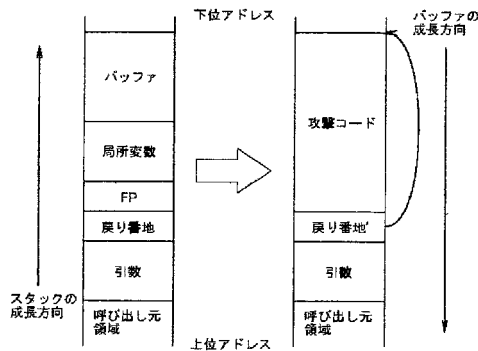 下位アドレス
バッファの
成長方向
バッファ
局所変数
FP
戻り番地
引数
呼び出し元
領域
スタックの
成長方向
攻撃コード
戻り番地'
引数
呼び出し元
領域
上位アドレス